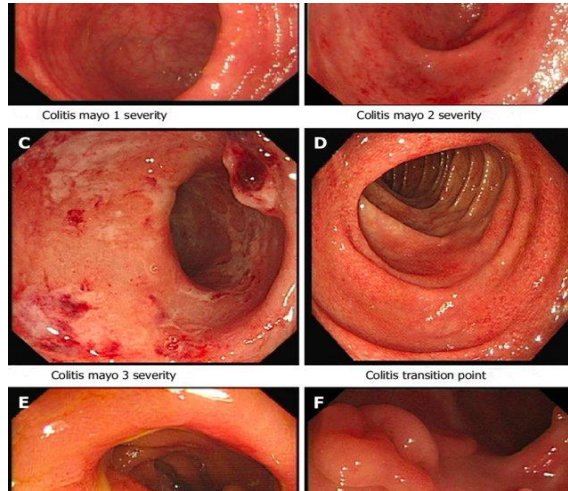 Colitis mayo 1 severity
Colitis mayo 2 severity
C
D
Colitis mayo 3 severity
Colitis transition point
E
F